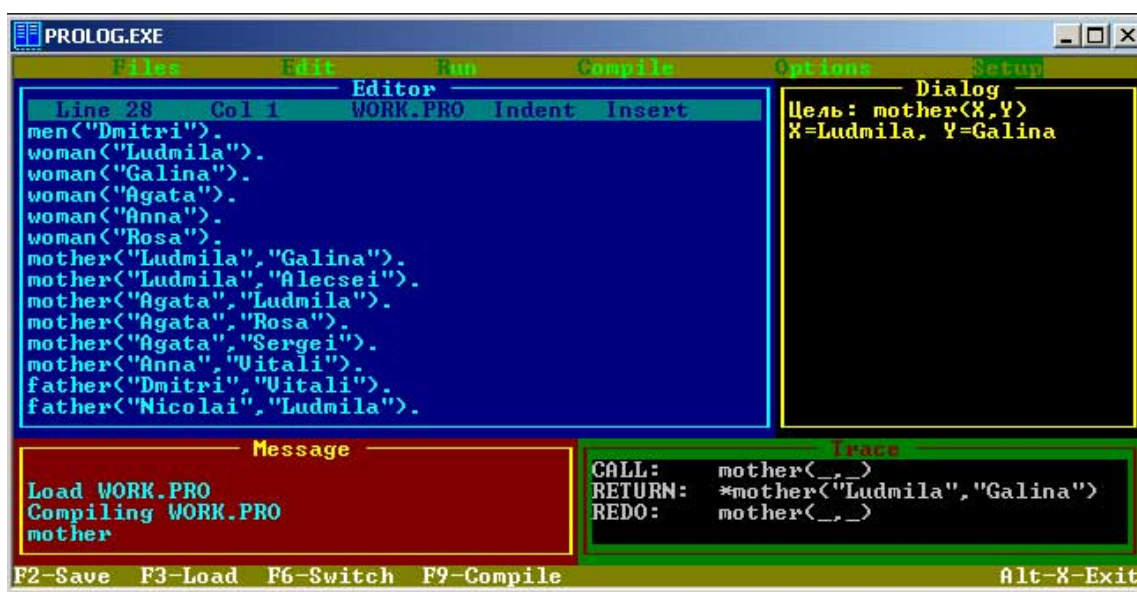 PROLOG.EXE
Files Edit Run Compile Options Setup
Editor
Line 28 Col 1 WORK.PRO Indent Insert
men("Dmitri").
woman("Ludmila").
woman("Galina").
woman("Agata").
woman("Anna").
woman("Rosa").
mother("Ludmila","Galina").
mother("Ludmila","Alecsei").
mother("Agata","Ludmila").
mother("Agata","Rosa").
mother("Agata","Sergei").
mother("Anna","Vitali").
father("Dmitri","Vitali").
father("Nicolai","Ludmila").
Dialog
Цель: mother(X,Y)
X=Ludmila, Y=Galina
Message
Load WORK.PRO
Compiling WORK.PRO
mother
Trace
CALL: mother(_,_)
RETURN: *mother("Ludmila","Galina")
REDO: mother(_,_)
F2-Save F3-Load F6-Switch F9-Compile Alt-X-Exit